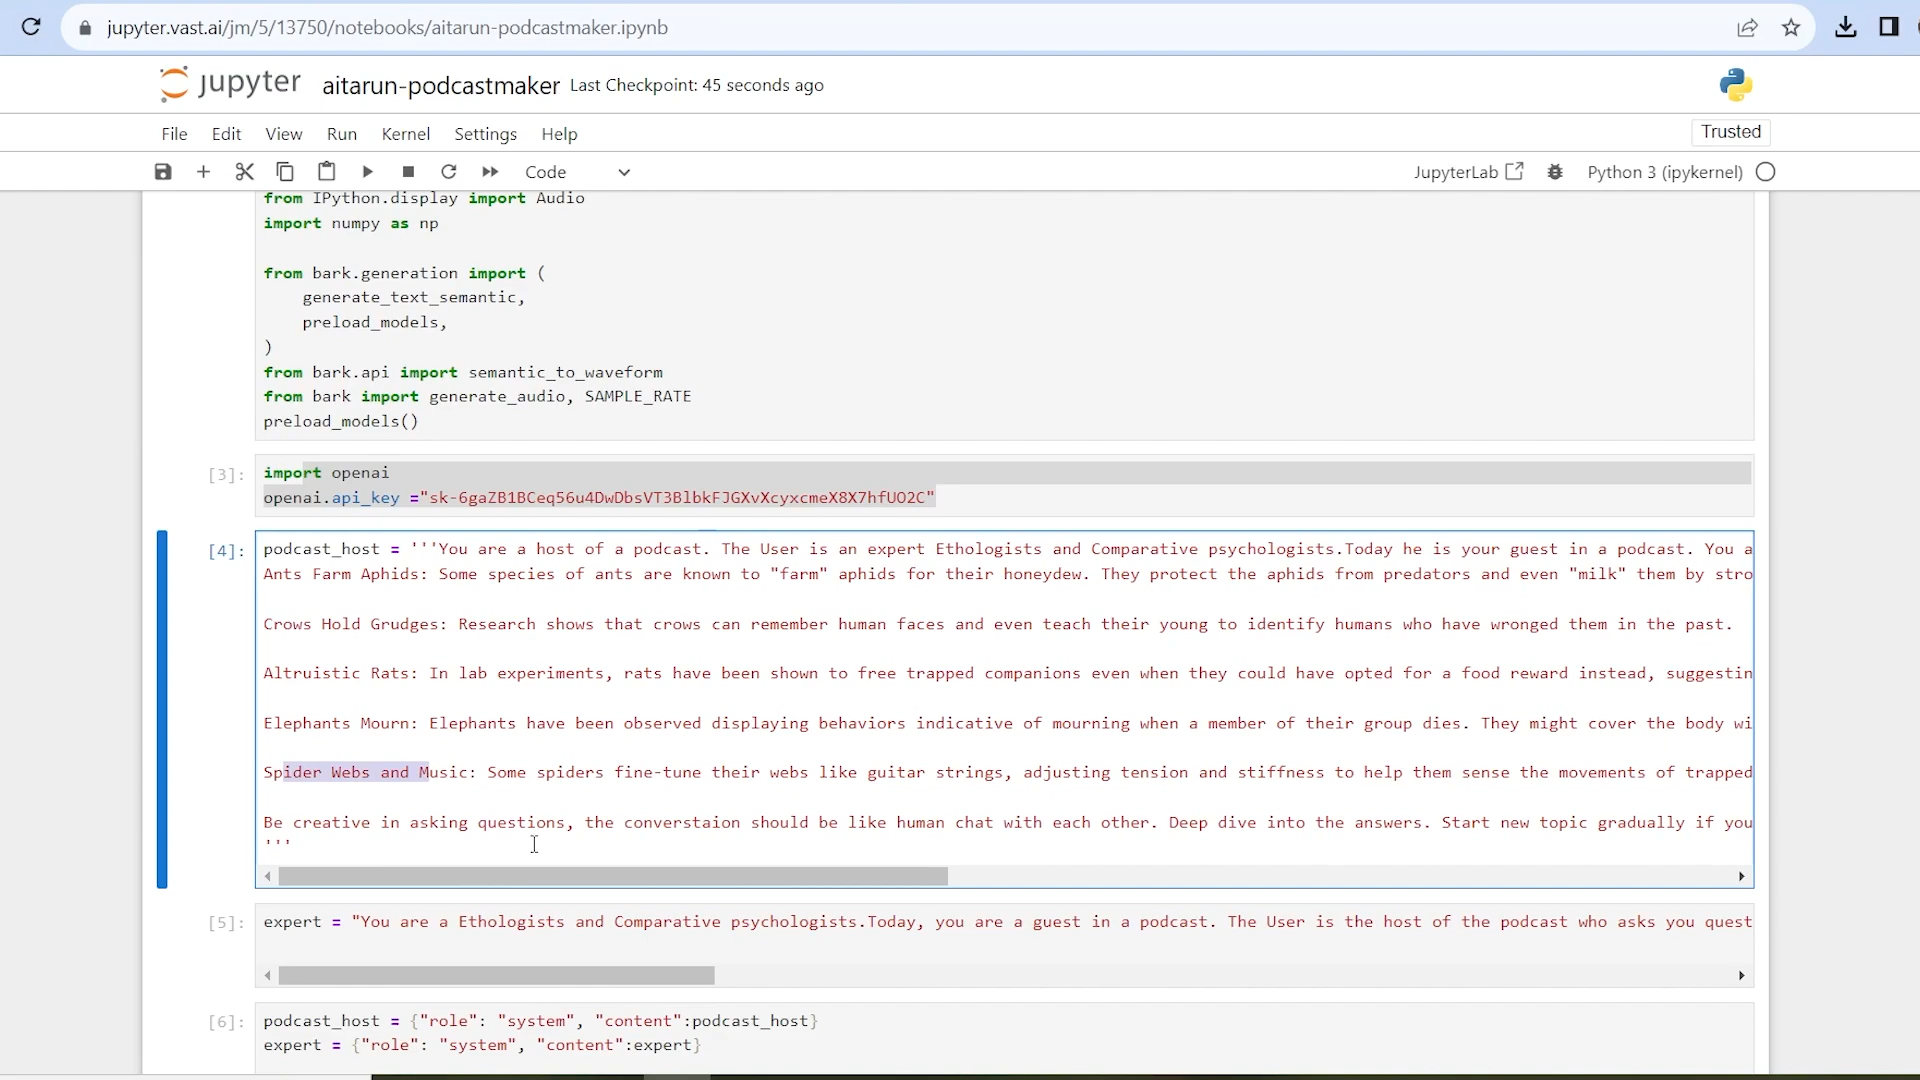 jupyter.vast.ai/jm/5/13750/notebooks/aitarun-podcastmaker.ipynb
jupyter aitarun-podcastmaker Last Checkpoint: 45 seconds ago
File Edit View Run Kernel Settings Help Trusted
Code JupyterLab Python 3 (ipykernel)
from IPython.display import Audio
import numpy as np
from bark.generation import (
generate_text_semantic,
preload_models,
)
from bark.api import semantic_to_waveform
from bark import generate_audio, SAMPLE_RATE
preload_models()
[3]: import openai
openai.api_key ="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"
[4]: podcast_host = '''You are a host of a podcast. The User is an expert Ethologists and Comparative psychologists.Today he is your guest in a podcast. You a
Ants Farm Aphids: Some species of ants are known to "farm" aphids for their honeydew. They protect the aphids from predators and even "milk" them by stro
Crows Hold Grudges: Research shows that crows can remember human faces and even teach their young to identify humans who have wronged them in the past.
Altruistic Rats: In lab experiments, rats have been shown to free trapped companions even when they could have opted for a food reward instead, suggestin
Elephants Mourn: Elephants have been observed displaying behaviors indicative of mourning when a member of their group dies. They might cover the body wi
Spider Webs and Music: Some spiders fine-tune their webs like guitar strings, adjusting tension and stiffness to help them sense the movements of trapped
Be creative in asking questions, the converstaion should be like human chat with each other. Deep dive into the answers. Start new topic gradually if you
'''
[5]: expert = "You are a Ethologists and Comparative psychologists.Today, you are a guest in a podcast. The User is the host of the podcast who asks you quest
[6]: podcast_host = {"role": "system", "content":podcast_host}
expert = {"role": "system", "content":expert}